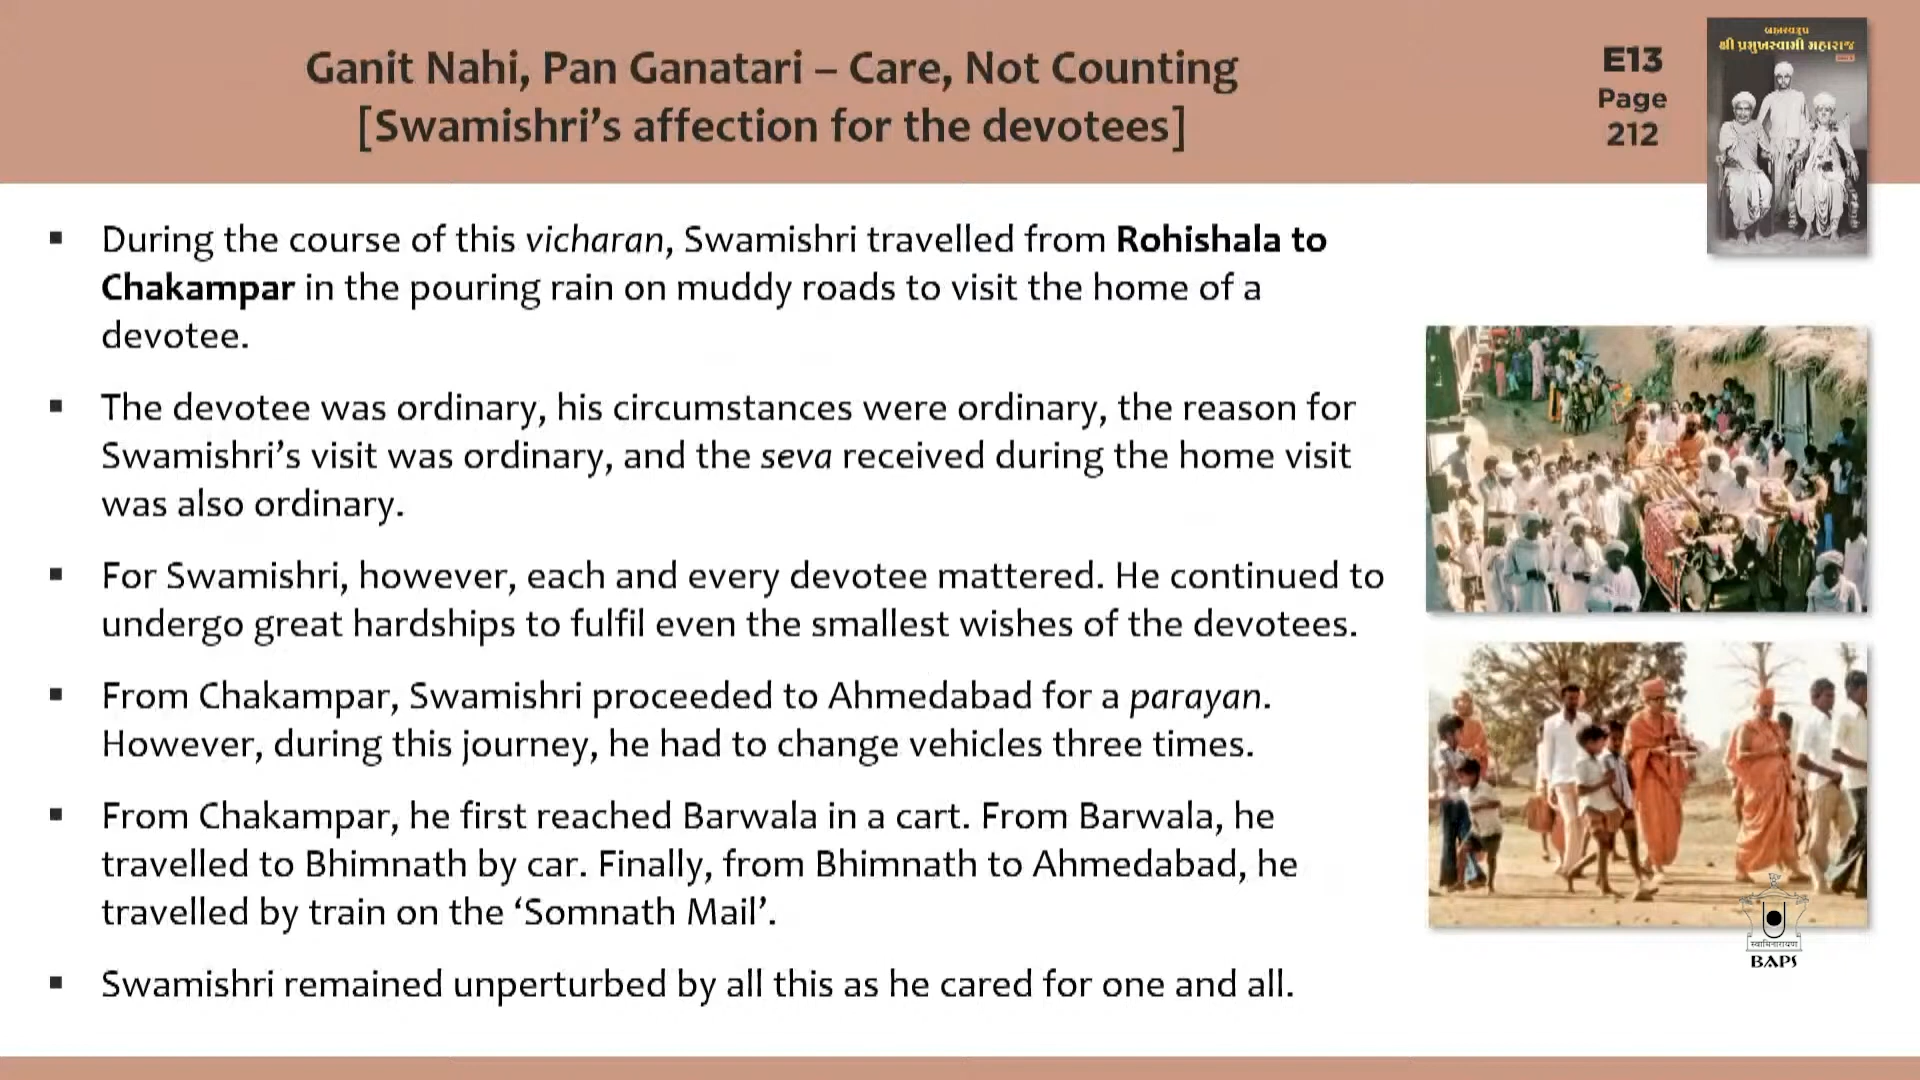 Ganit Nahi, Pan Ganatari – Care, Not Counting
[Swamishri’s affection for the devotees]
E13
Page
212
બ્રહ્મસ્વરૂપ
શ્રી પ્રમુખસ્વામી મહારાજ
▪ During the course of this vicharan, Swamishri travelled from Rohishala to
Chakampar in the pouring rain on muddy roads to visit the home of a
devotee.
▪ The devotee was ordinary, his circumstances were ordinary, the reason for
Swamishri’s visit was ordinary, and the seva received during the home visit
was also ordinary.
▪ For Swamishri, however, each and every devotee mattered. He continued to
undergo great hardships to fulfil even the smallest wishes of the devotees.
▪ From Chakampar, Swamishri proceeded to Ahmedabad for a parayan.
However, during this journey, he had to change vehicles three times.
▪ From Chakampar, he first reached Barwala in a cart. From Barwala, he
travelled to Bhimnath by car. Finally, from Bhimnath to Ahmedabad, he
travelled by train on the ‘Somnath Mail’.
▪ Swamishri remained unperturbed by all this as he cared for one and all.
स्वामिनारायण
BAPS